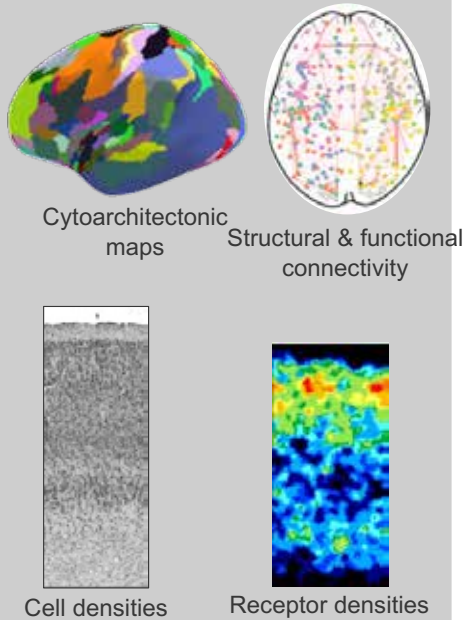 Cytoarchitectonic
maps
Structural & functional
connectivity
Cell densities
Receptor densities